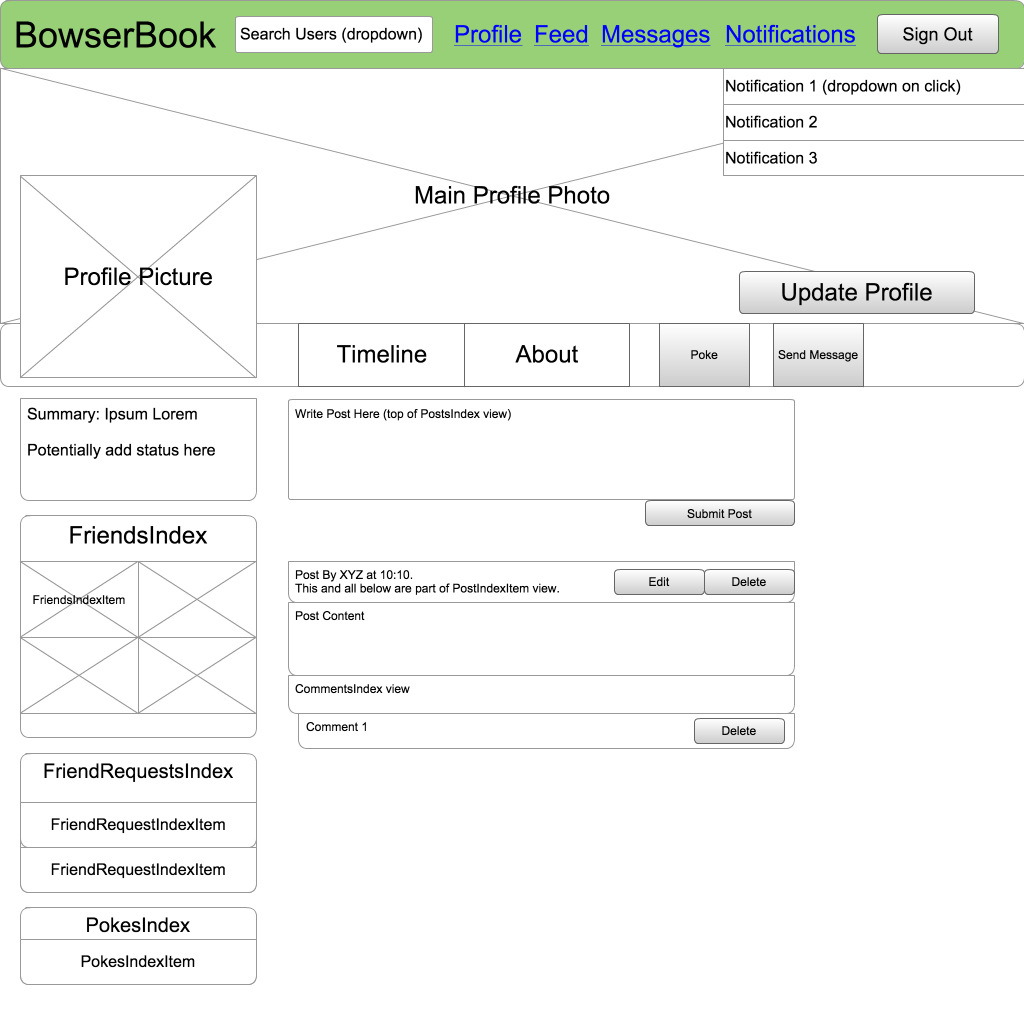 BowserBook
Search Users (dropdown)
Profile
Feed
Messages
Notifications
Sign Out
Notification 1 (dropdown on click)
Notification 2
Notification 3
Main Profile Photo
Profile Picture
Update Profile
Timeline
About
Poke
Send Message
Summary: Ipsum Lorem
Potentially add status here
Write Post Here (top of PostsIndex view)
Submit Post
FriendsIndex
FriendsIndexItem
Post By XYZ at 10:10.
This and all below are part of PostIndexItem view.
Edit
Delete
Post Content
CommentsIndex view
Comment 1
Delete
FriendRequestsIndex
FriendRequestIndexItem
FriendRequestIndexItem
PokesIndex
PokesIndexItem